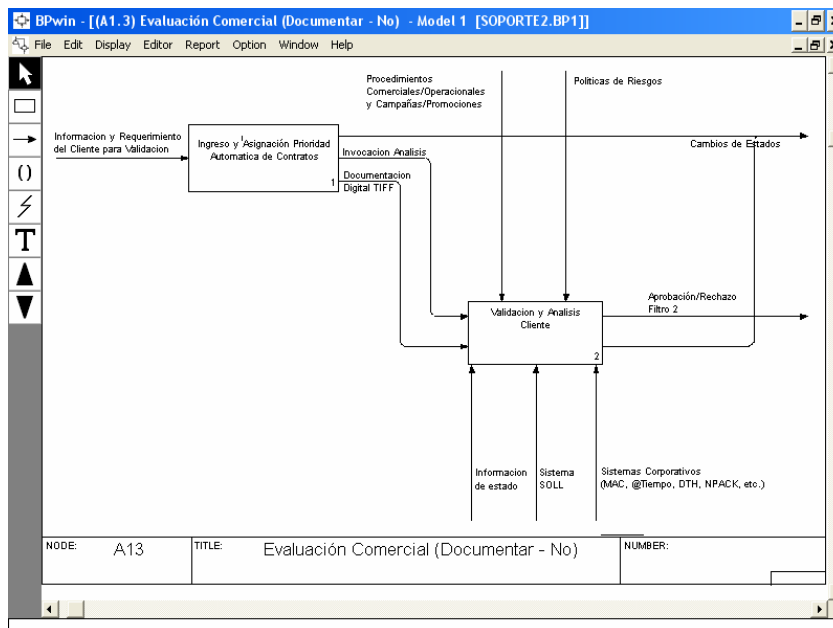 BPwin - [(A1.3) Evaluación Comercial (Documentar - No) - Model 1 [SOPORTE2.BP1]]
File Edit Display Editor Report Option Window Help
Procedimientos
Comerciales/Operacionales
y Campañas/Promociones
Politicas de Riesgos
Informacion y Requerimiento
del Cliente para Validacion
Ingreso y Asignación Prioridad
Automatica de Contratos
1
Cambios de Estados
Invocacion Analisis
Documentacion
Digital TIFF
Validacion y Analisis
Cliente
2
Aprobación/Rechazo
Filtro 2
Informacion
de estado
Sistema
SOLL
Sistemas Corporativos
(MAC, @Tiempo, DTH, NPACK, etc.)
NODE: A13
TITLE: Evaluación Comercial (Documentar - No)
NUMBER: